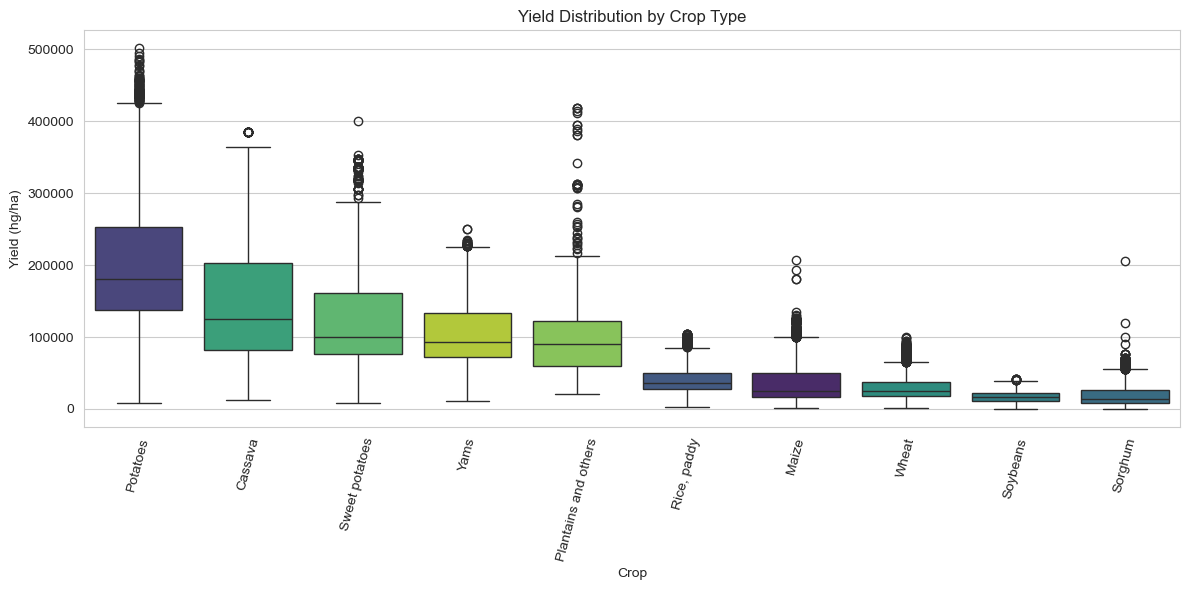 Yield Distribution by Crop Type
Yield (hg/ha)
500000
400000
300000
200000
100000
0
Potatoes
Cassava
Sweet potatoes
Yams
Plantains and others
Rice, paddy
Maize
Wheat
Soybeans
Sorghum
Crop